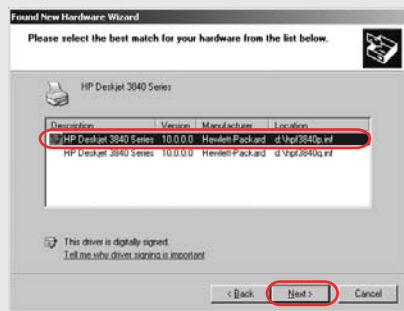 Found New Hardware Wizard
Please select the best match for your hardware from the list below.
HP Deskjet 3840 Series
Description Version Manufacturer Location
HP Deskjet 3840 Series 10.0.0.0 Hewlett-Packard d:\hpf3840p.inf
HP Deskjet 3840 Series 10.0.0.0 Hewlett-Packard d:\hpf3840q.inf
This driver is digitally signed.
Tell me why driver signing is important
< Back Next > Cancel